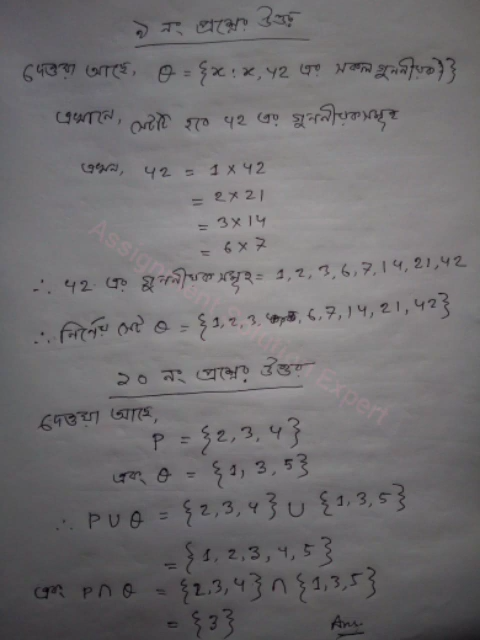 ৯ নং প্রশ্নের উত্তর
দেওয়া আছে, Q = {x : x, 42 এর সকল গুননীয়ক}
এখানে, সেটটি হবে 42 এর গুননীয়কসমূহ
এখন, 42 = 1 × 42
= 2 × 21
= 3 × 14
= 6 × 7
∴ 42 এর গুননীয়কসমূহ = 1, 2, 3, 6, 7, 14, 21, 42
∴ নির্ণেয় সেট Q = {1, 2, 3, 6, 7, 14, 21, 42}
১০ নং প্রশ্নের উত্তর
দেওয়া আছে,
P = {2, 3, 4}
এবং Q = {1, 3, 5}
∴ P ∪ Q = {2, 3, 4} ∪ {1, 3, 5}
= {1, 2, 3, 4, 5}
এবং P ∩ Q = {2, 3, 4} ∩ {1, 3, 5}
= {3} Ans.
Assignment Solution Expert